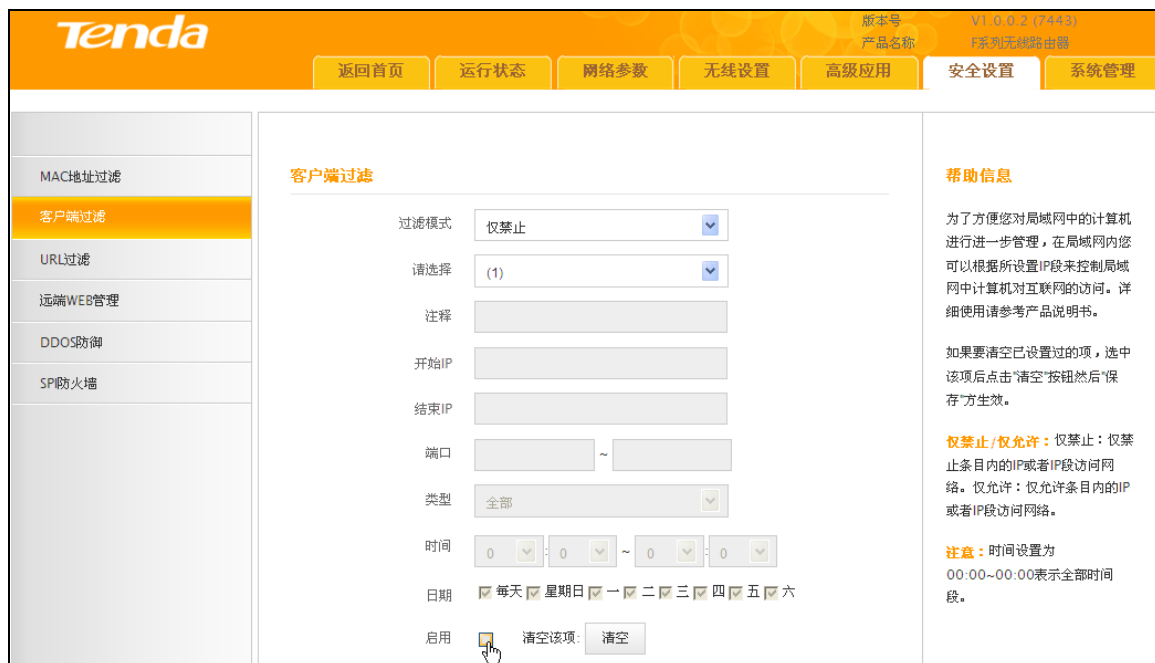 Tenda
版本号 V1.0.0.2 (7443)
产品名称 F系列无线路由器
返回首页 运行状态 网络参数 无线设置 高级应用 安全设置 系统管理
MAC地址过滤
客户端过滤
URL过滤
远端WEB管理
DDOS防御
SPI防火墙
客户端过滤
过滤模式 仅禁止
请选择 (1)
注释
开始IP
结束IP
端口 ~
类型 全部
时间 0 : 0 ~ 0 : 0
日期 每天 星期日 一 二 三 四 五 六
启用 清空该项: 清空
帮助信息
为了方便您对局域网中的计算机
进行进一步管理，在局域网内您
可以根据所设置IP段来控制局域
网中计算机对互联网的访问。详
细使用请参考产品说明书。
如果要清空已设置过的项，选中
该项后点击"清空"按钮然后"保
存"方生效。
仅禁止/仅允许：仅禁止：仅禁
止条目内的IP或者IP段访问网
络。仅允许：仅允许条目内的IP
或者IP段访问网络。
注意：时间设置为
00:00~00:00表示全部时间
段。